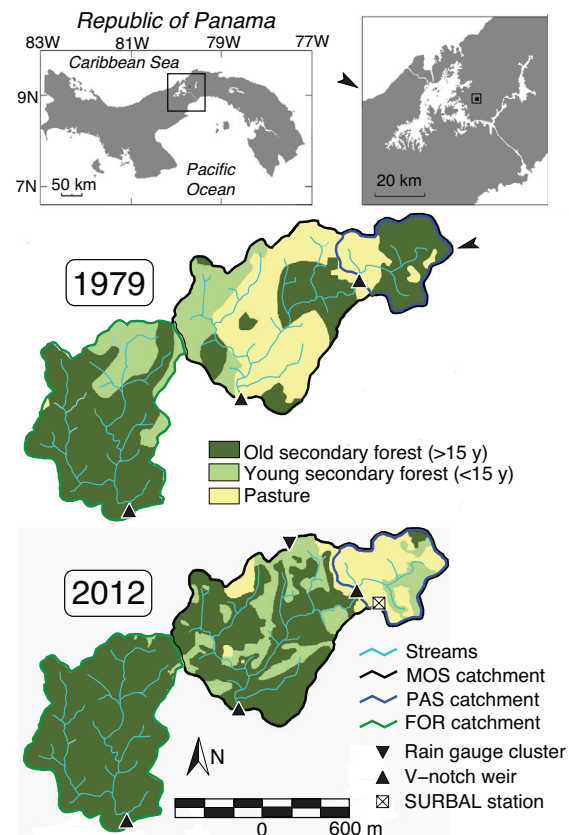 Republic of Panama
83W 81W 79W 77W
Caribbean Sea
9N
Pacific
Ocean
7N
50 km
20 km
1979
Old secondary forest (>15 y)
Young secondary forest (<15 y)
Pasture
2012
Streams
MOS catchment
PAS catchment
FOR catchment
Rain gauge cluster
V−notch weir
SURBAL station
N
0 600 m